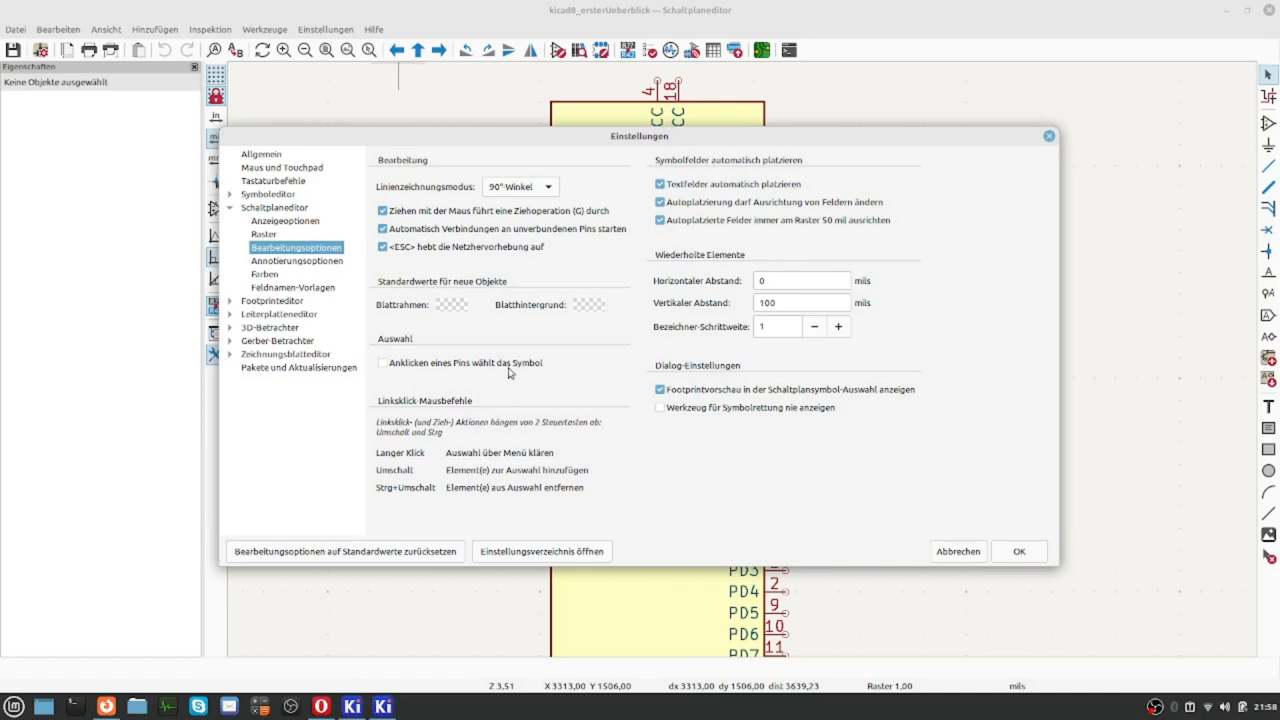 kicad8_ersterUeberblick — Schaltplaneditor
Datei Bearbeiten Ansicht Hinzufügen Inspektion Werkzeuge Einstellungen Hilfe
Eigenschaften
Keine Objekte ausgewählt
in
4
18
CC
CC
Einstellungen
Allgemein
Maus und Touchpad
Tastaturbefehle
Symboleditor
Schaltplaneditor
Anzeigeoptionen
Raster
Bearbeitungsoptionen
Annotierungsoptionen
Farben
Feldnamen-Vorlagen
Footprinteditor
Leiterplatteneditor
3D-Betrachter
Gerber-Betrachter
Zeichnungsblatteditor
Pakete und Aktualisierungen
Bearbeitung
Linienzeichnungsmodus: 90° Winkel
Ziehen mit der Maus führt eine Ziehoperation (G) durch
Automatisch Verbindungen an unverbundenen Pins starten
<ESC> hebt die Netzhervorhebung auf
Standardwerte für neue Objekte
Blattrahmen: Blatthintergrund:
Auswahl
Anklicken eines Pins wählt das Symbol
Linksklick-Mausbefehle
Linksklick- (und Zieh-) Aktionen hängen von 2 Steuertasten ab:
Umschalt und Strg
Langer Klick Auswahl über Menü klären
Umschalt Element(e) zur Auswahl hinzufügen
Strg+Umschalt Element(e) aus Auswahl entfernen
Symbolfelder automatisch platzieren
Textfelder automatisch platzieren
Autoplatzierung darf Ausrichtung von Feldern ändern
Autoplatzierte Felder immer am Raster 50 mil ausrichten
Wiederholte Elemente
Horizontaler Abstand: 0 mils
Vertikaler Abstand: 100 mils
Bezeichner-Schrittweite: 1 − +
Dialog-Einstellungen
Footprintvorschau in der Schaltplansymbol-Auswahl anzeigen
Werkzeug für Symbolrettung nie anzeigen
Bearbeitungsoptionen auf Standardwerte zurücksetzen Einstellungsverzeichnis öffnen Abbrechen OK
PD3
PD4 2
PD5 9
PD6 10
PD7 11
Z 3,51 X 3313,00 Y 1506,00 dx 3313,00 dy 1506,00 dist 3639,23 Raster 1,00 mils
21:58